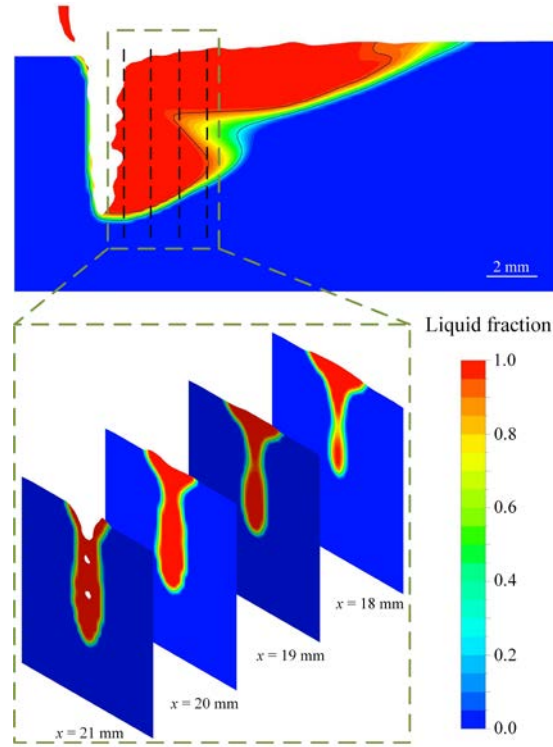 2 mm
Liquid fraction
1.0
0.8
0.6
0.4
0.2
0.0
x = 18 mm
x = 19 mm
x = 20 mm
x = 21 mm